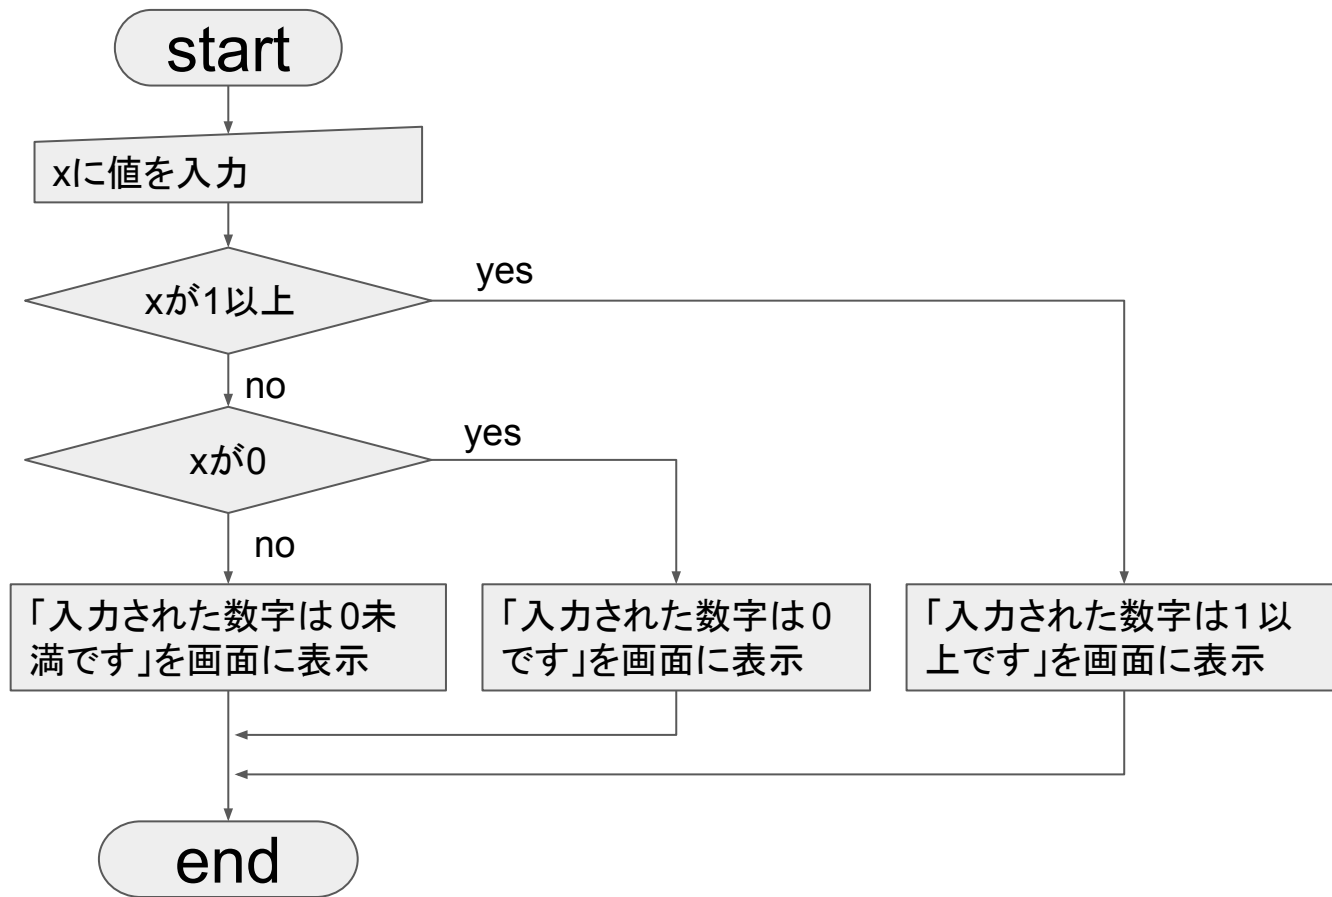 start
xに値を入力
xが1以上
yes
no
xが0
yes
no
「入力された数字は0未
満です」を画面に表示
「入力された数字は0
です」を画面に表示
「入力された数字は1以
上です」を画面に表示
end